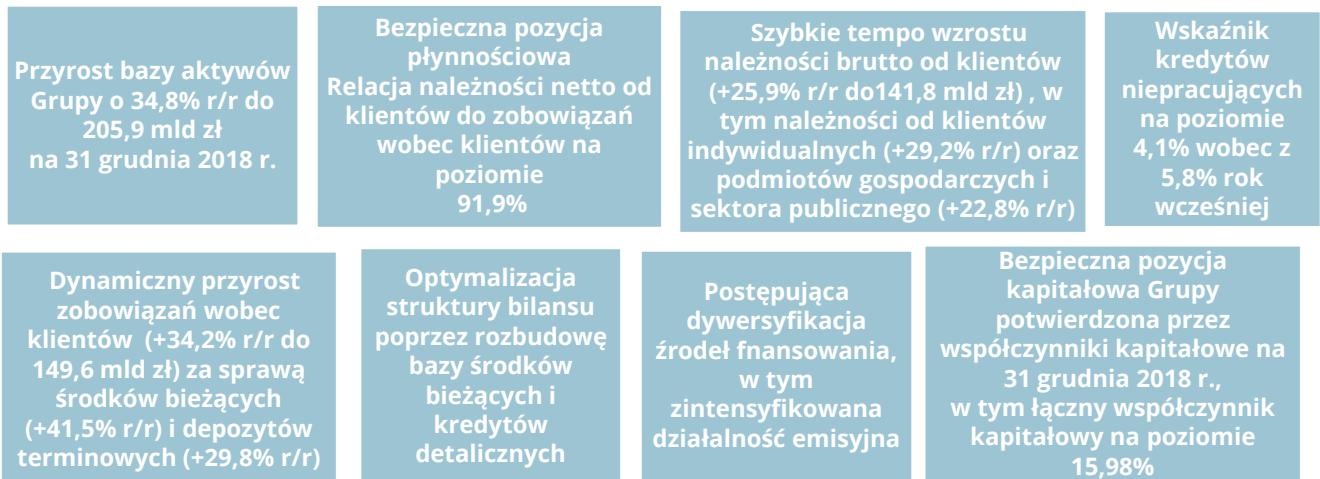 Przyrost bazy aktywów
Grupy o 34,8% r/r do
205,9 mld zł
na 31 grudnia 2018 r.
Bezpieczna pozycja
płynnościowa
Relacja należności netto od
klientów do zobowiązań
wobec klientów na
poziomie
91,9%
Szybkie tempo wzrostu
należności brutto od klientów
(+25,9% r/r do141,8 mld zł) , w
tym należności od klientów
indywidualnych (+29,2% r/r) oraz
podmiotów gospodarczych i
sektora publicznego (+22,8% r/r)
Wskaźnik
kredytów
niepracujących
na poziomie
4,1% wobec z
5,8% rok
wcześniej
Dynamiczny przyrost
zobowiązań wobec
klientów (+34,2% r/r do
149,6 mld zł) za sprawą
środków bieżących
(+41,5% r/r) i depozytów
terminowych (+29,8% r/r)
Optymalizacja
struktury bilansu
poprzez rozbudowę
bazy środków
bieżących i
kredytów
detalicznych
Postępująca
dywersyfikacja
źrodeł fnansowania,
w tym
zintensyfikowana
działalność emisyjna
Bezpieczna pozycja
kapitałowa Grupy
potwierdzona przez
współczynniki kapitałowe na
31 grudnia 2018 r.,
w tym łączny współczynnik
kapitałowy na poziomie
15,98%